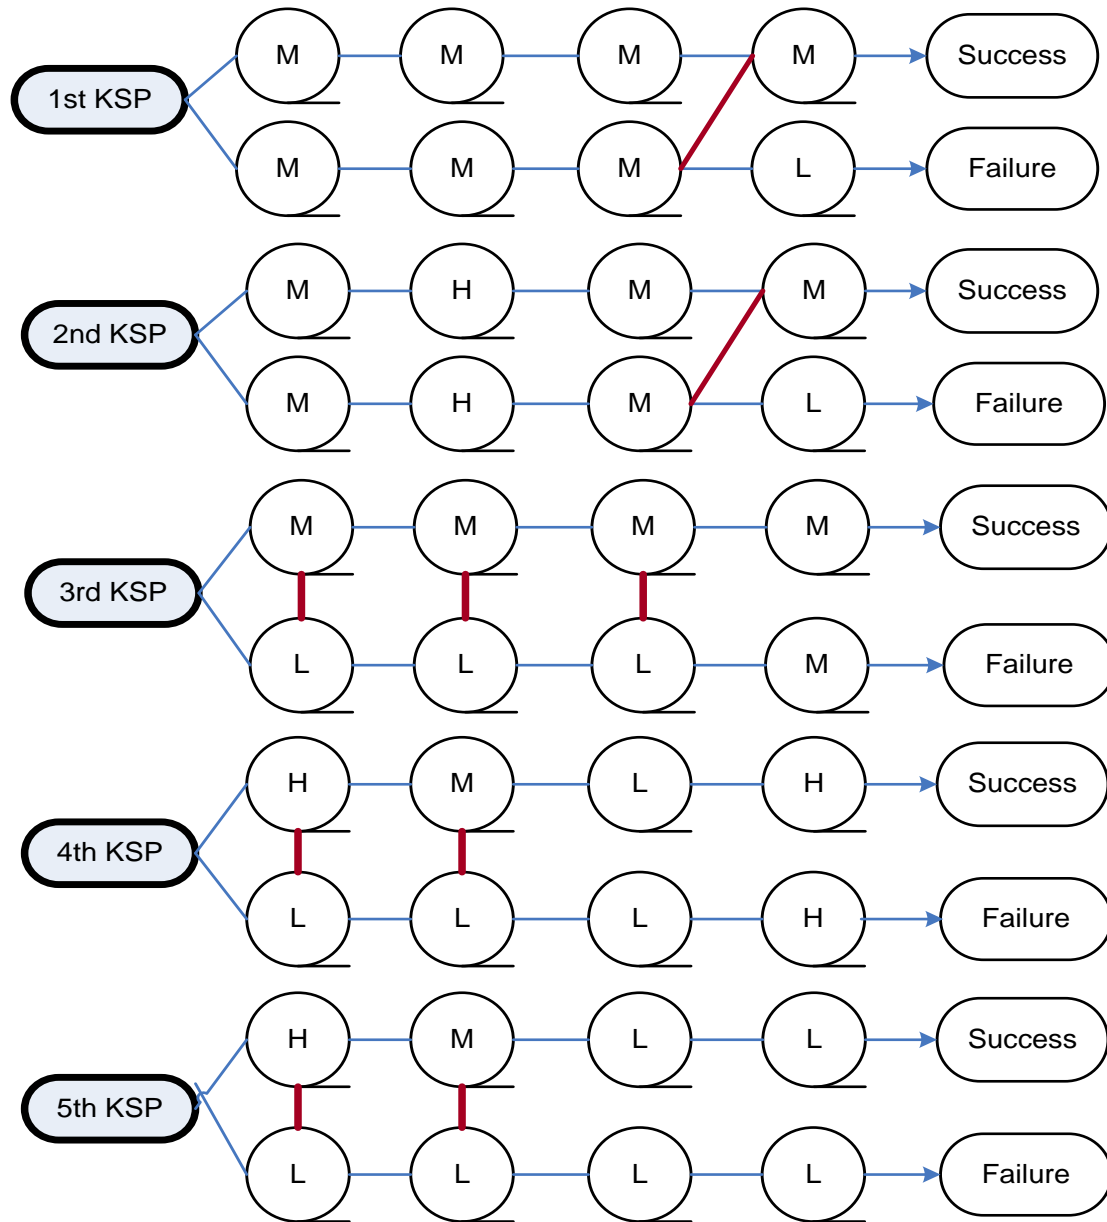 M M M M Success
1st KSP
M M M L Failure
M H M M Success
2nd KSP
M H M L Failure
M M M M Success
3rd KSP
L L L M Failure
H M L H Success
4th KSP
L L L H Failure
H M L L Success
5th KSP
L L L L Failure